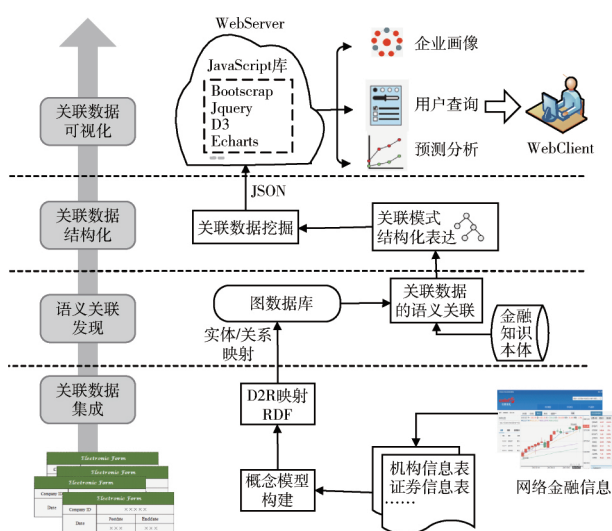 WebServer
JavaScript库
Bootscrap
Jquery
D3
Echarts
企业画像
用户查询
预测分析
WebClient
关联数据
可视化
JSON
关联数据
结构化
关联数据挖掘
关联模式
结构化表达
语义关联
发现
图数据库
关联数据
的语义关联
金融
知识
本体
实体/关系
映射
关联数据
集成
D2R映射
RDF
概念模型
构建
机构信息表
证券信息表
……
网络金融信息
Electronic Form
Electronic Form
Electronic Form
Electronic Form
Company ID
Date
Company ID
×××××
Date
Startdate
Enddate
×××
×××